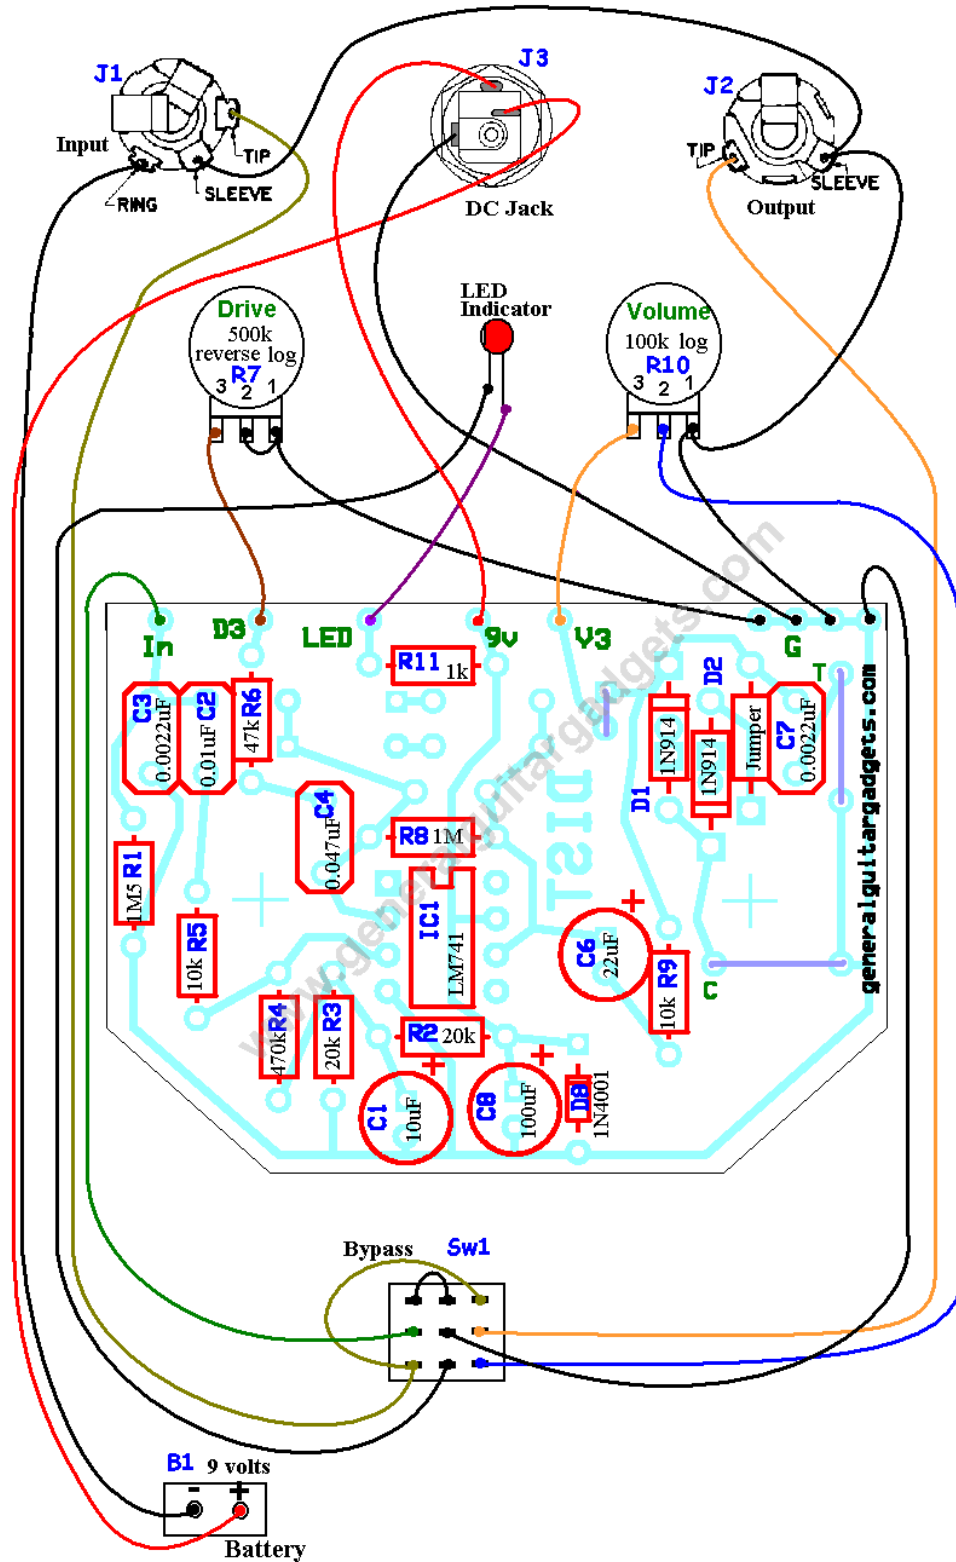 J1
J3
J2
Input
TIP
RING
SLEEVE
DC Jack
TIP
SLEEVE
Output
LED
Indicator
Drive
500k
reverse log
R7
3 2 1
Volume
100k log
R10
3 2 1
In
D3
LED
9v
V3
G
T
R11 1k
C3 0.0022uF
C2 0.01uF
R6 47k
C4 0.047uF
R8 1M
D1
1N914
D2
1N914
Jumper
C7 0.0022uF
DIST
R1 1M5
R5 10k
IC1
LM741
C6 22uF
+
R9 10k
C
R4 470k
R3 20k
R2 20k
C1 10uF
+
C8 100uF
+
D9
1N4001
generalguitargadgets.com
www.generalguitargadgets.com
Bypass
Sw1
B1 9 volts
- +
Battery